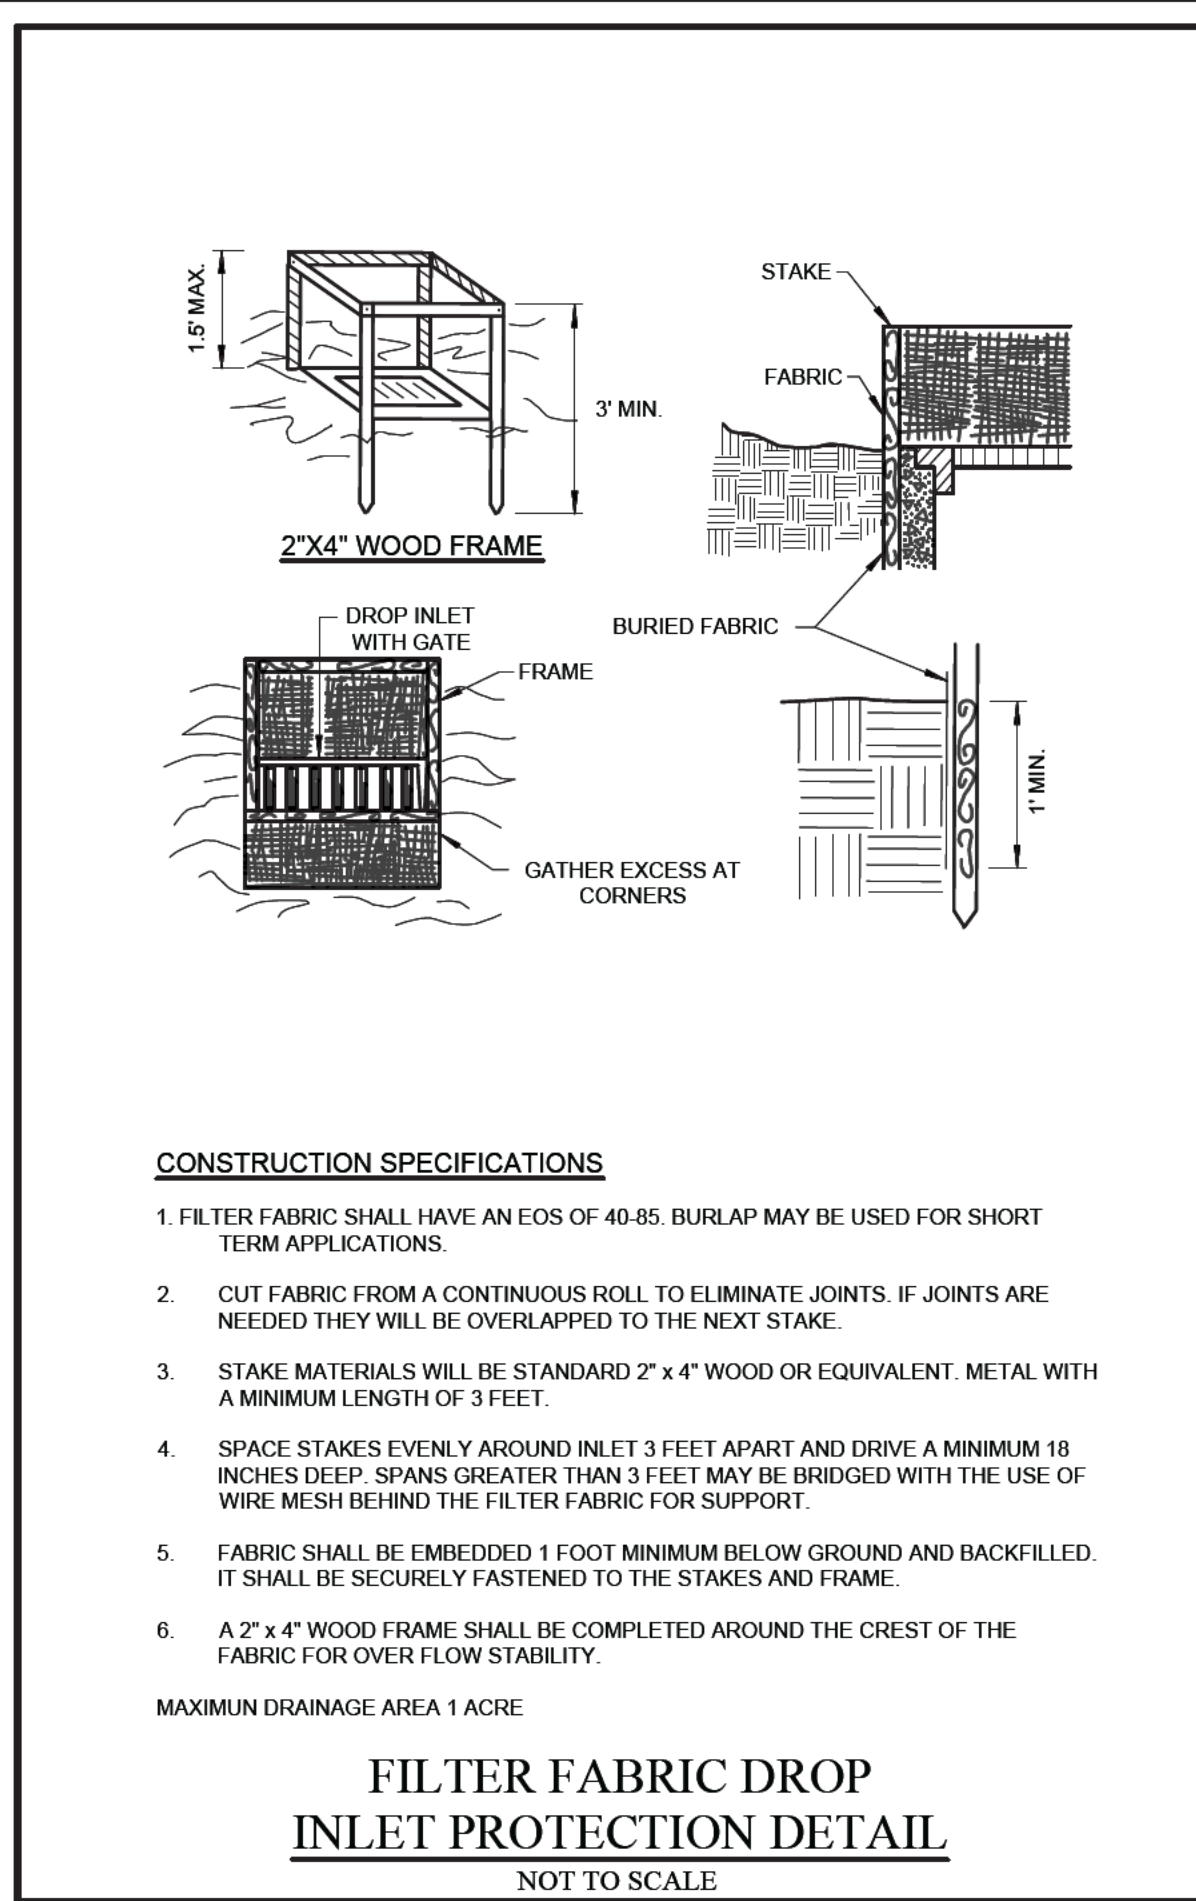 1.5' MAX.
3' MIN.
2"X4" WOOD FRAME
STAKE
FABRIC
BURIED FABRIC
DROP INLET
WITH GATE
FRAME
GATHER EXCESS AT
CORNERS
1' MIN.
CONSTRUCTION SPECIFICATIONS
1. FILTER FABRIC SHALL HAVE AN EOS OF 40-85. BURLAP MAY BE USED FOR SHORT
TERM APPLICATIONS.
2. CUT FABRIC FROM A CONTINUOUS ROLL TO ELIMINATE JOINTS. IF JOINTS ARE
NEEDED THEY WILL BE OVERLAPPED TO THE NEXT STAKE.
3. STAKE MATERIALS WILL BE STANDARD 2" x 4" WOOD OR EQUIVALENT. METAL WITH
A MINIMUM LENGTH OF 3 FEET.
4. SPACE STAKES EVENLY AROUND INLET 3 FEET APART AND DRIVE A MINIMUM 18
INCHES DEEP. SPANS GREATER THAN 3 FEET MAY BE BRIDGED WITH THE USE OF
WIRE MESH BEHIND THE FILTER FABRIC FOR SUPPORT.
5. FABRIC SHALL BE EMBEDDED 1 FOOT MINIMUM BELOW GROUND AND BACKFILLED.
IT SHALL BE SECURELY FASTENED TO THE STAKES AND FRAME.
6. A 2" x 4" WOOD FRAME SHALL BE COMPLETED AROUND THE CREST OF THE
FABRIC FOR OVER FLOW STABILITY.
MAXIMUN DRAINAGE AREA 1 ACRE
FILTER FABRIC DROP
INLET PROTECTION DETAIL
NOT TO SCALE